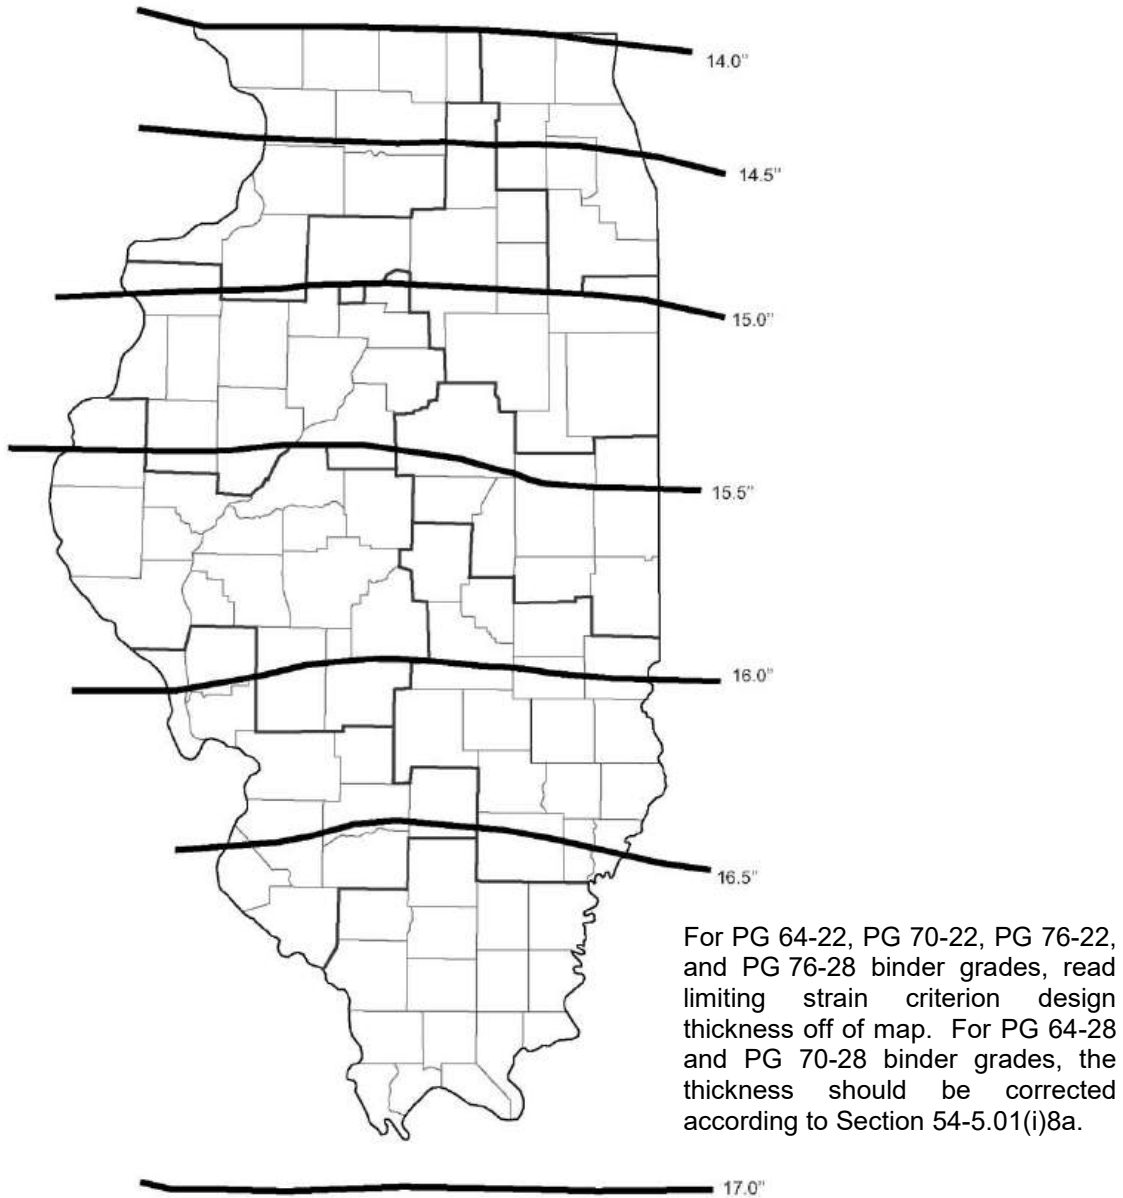 14.0"
14.5"
15.0"
15.5"
16.0"
16.5"
For PG 64-22, PG 70-22, PG 76-22,
and PG 76-28 binder grades, read
limiting strain criterion design
thickness off of map. For PG 64-28
and PG 70-28 binder grades, the
thickness should be corrected
according to Section 54-5.01(i)8a.
17.0"